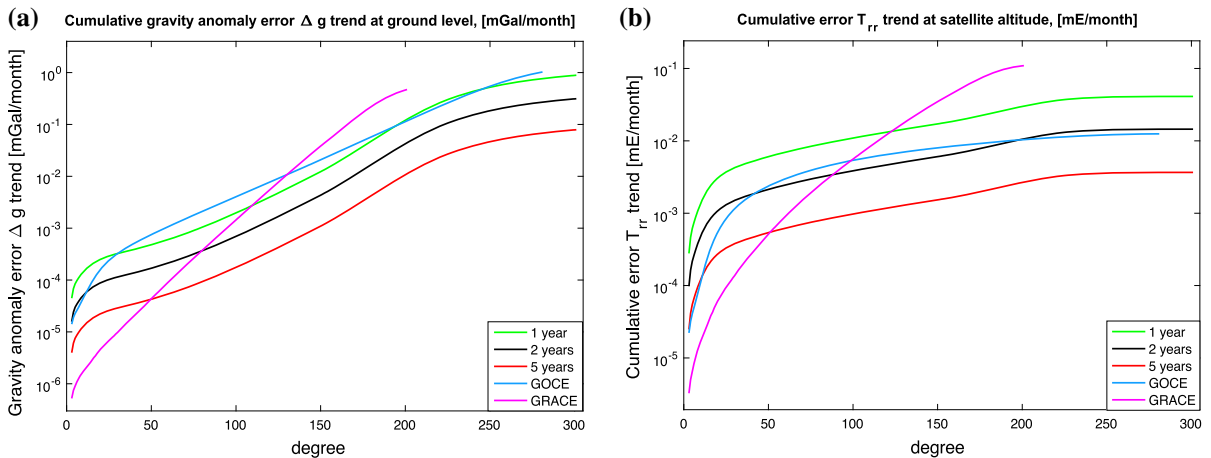 (a)
Cumulative gravity anomaly error Δ g trend at ground level, [mGal/month]
Gravity anomaly error Δ g trend [mGal/month]
10^0
10^-1
10^-2
10^-3
10^-4
10^-5
10^-6
0 50 100 150 200 250 300
degree
1 year
2 years
5 years
GOCE
GRACE
(b)
Cumulative error T_rr trend at satellite altitude, [mE/month]
Cumulative error T_rr trend [mE/month]
10^-1
10^-2
10^-3
10^-4
10^-5
0 50 100 150 200 250 300
degree
1 year
2 years
5 years
GOCE
GRACE